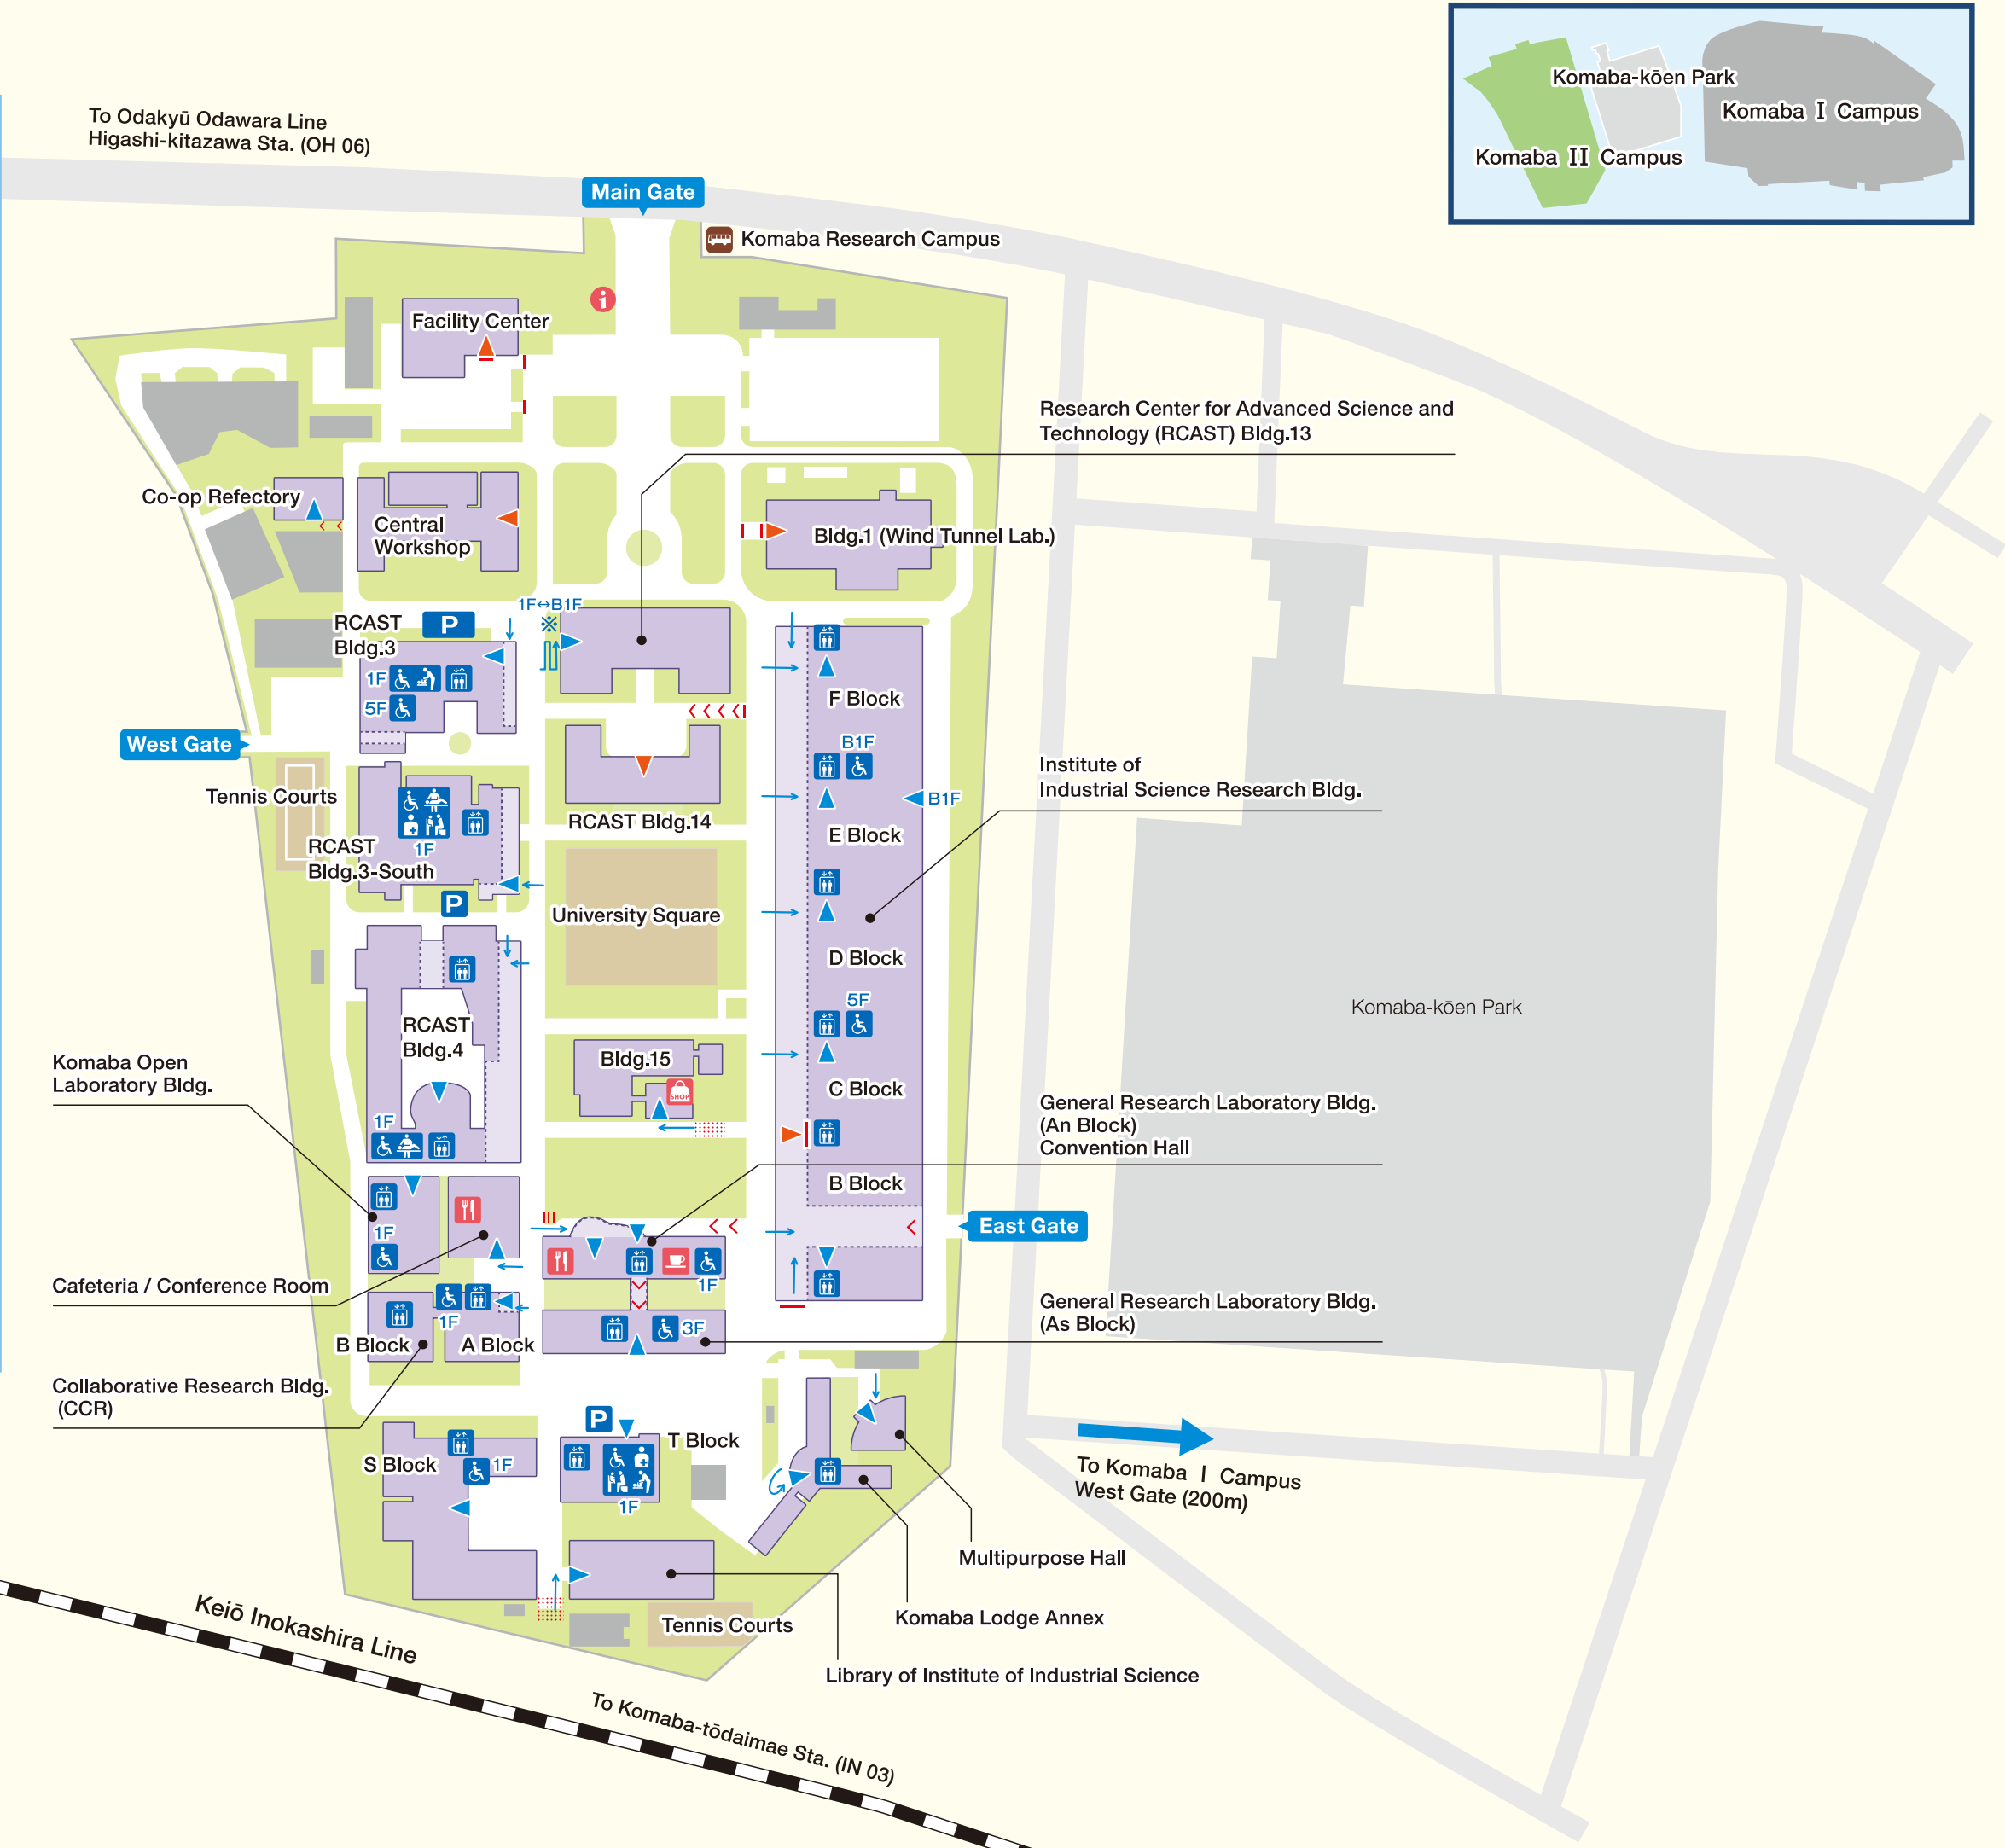 Komaba-kōen Park
Komaba I Campus
Komaba II Campus
To Odakyū Odawara Line
Higashi-kitazawa Sta. (OH 06)
Main Gate
Komaba Research Campus
i
Facility Center
Research Center for Advanced Science and
Technology (RCAST) Bldg.13
Co-op Refectory
Central
Workshop
Bldg.1 (Wind Tunnel Lab.)
1F↔B1F
※
RCAST
Bldg.3
P
1F
5F
F Block
West Gate
B1F
Institute of
Industrial Science Research Bldg.
Tennis Courts
B1F
RCAST Bldg.14
E Block
RCAST
Bldg.3-South
1F
P
University Square
D Block
5F
Komaba-kōen Park
RCAST
Bldg.4
Bldg.15
SHOP
C Block
Komaba Open
Laboratory Bldg.
1F
General Research Laboratory Bldg.
(An Block)
Convention Hall
B Block
1F
East Gate
Cafeteria / Conference Room
1F
General Research Laboratory Bldg.
(As Block)
1F
3F
B Block
A Block
Collaborative Research Bldg.
(CCR)
P
T Block
S Block
1F
1F
To Komaba I Campus
West Gate (200m)
Multipurpose Hall
Komaba Lodge Annex
Tennis Courts
Library of Institute of Industrial Science
Keiō Inokashira Line
To Komaba-tōdaimae Sta. (IN 03)